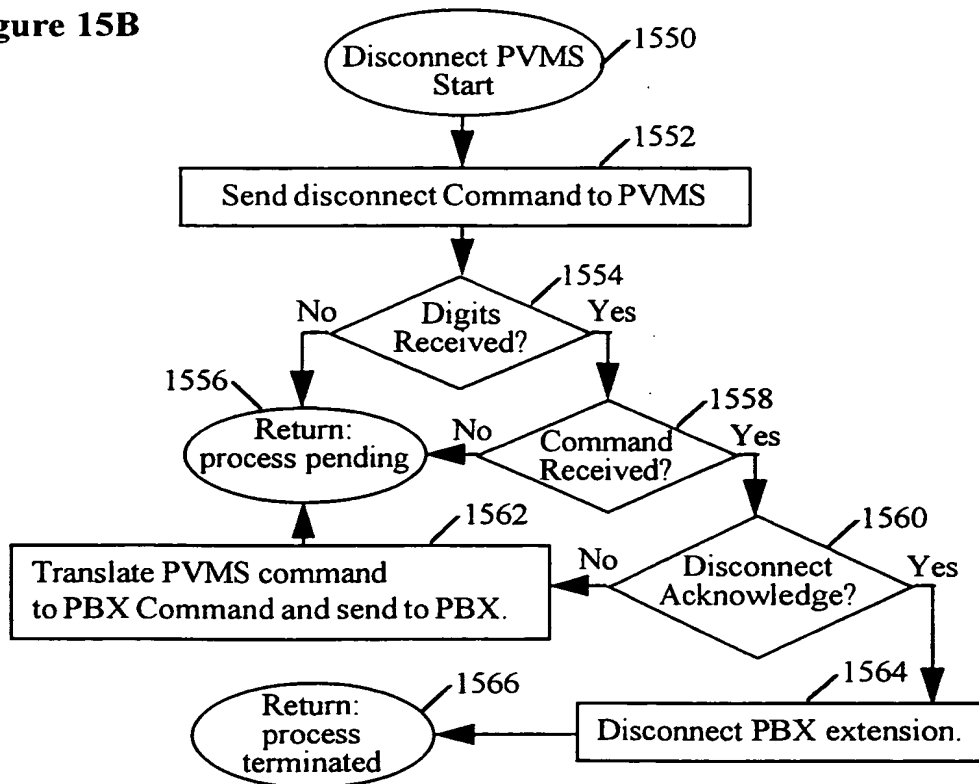 gure 15B
Disconnect PVMS
Start
1550
1552
Send disconnect Command to PVMS
1554
No
Digits
Received?
Yes
1556
Return:
process pending
1558
No
Command
Received?
Yes
1562
Translate PVMS command
to PBX Command and send to PBX.
1560
No
Disconnect
Acknowledge?
Yes
1564
Disconnect PBX extension.
1566
Return:
process
terminated